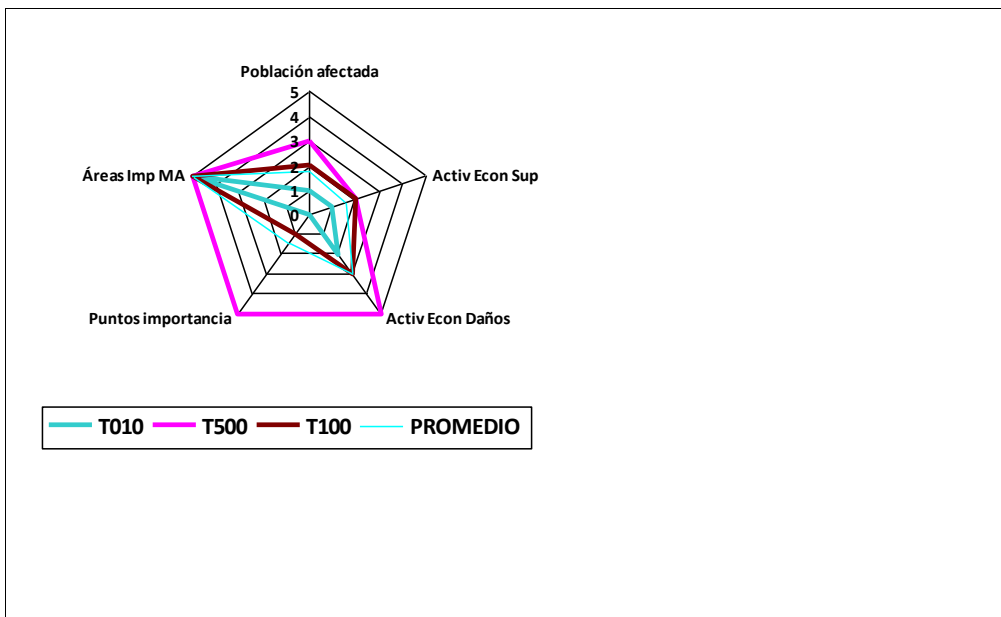 Población afectada
5
4
3
2
1
0
Áreas Imp MA
Activ Econ Sup
Puntos importancia
Activ Econ Daños
T010 T500 T100 PROMEDIO